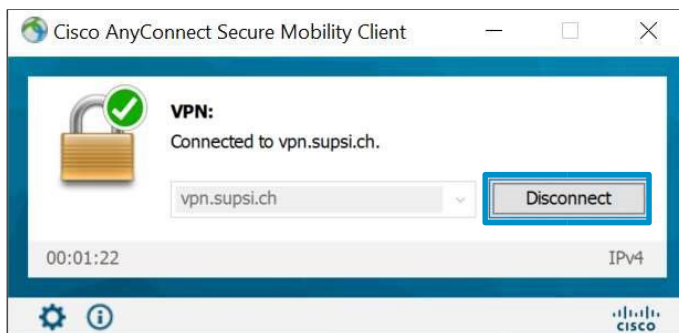 Cisco AnyConnect Secure Mobility Client
VPN:
Connected to vpn.supsi.ch.
vpn.supsi.ch
Disconnect
00:01:22
IPv4
cisco